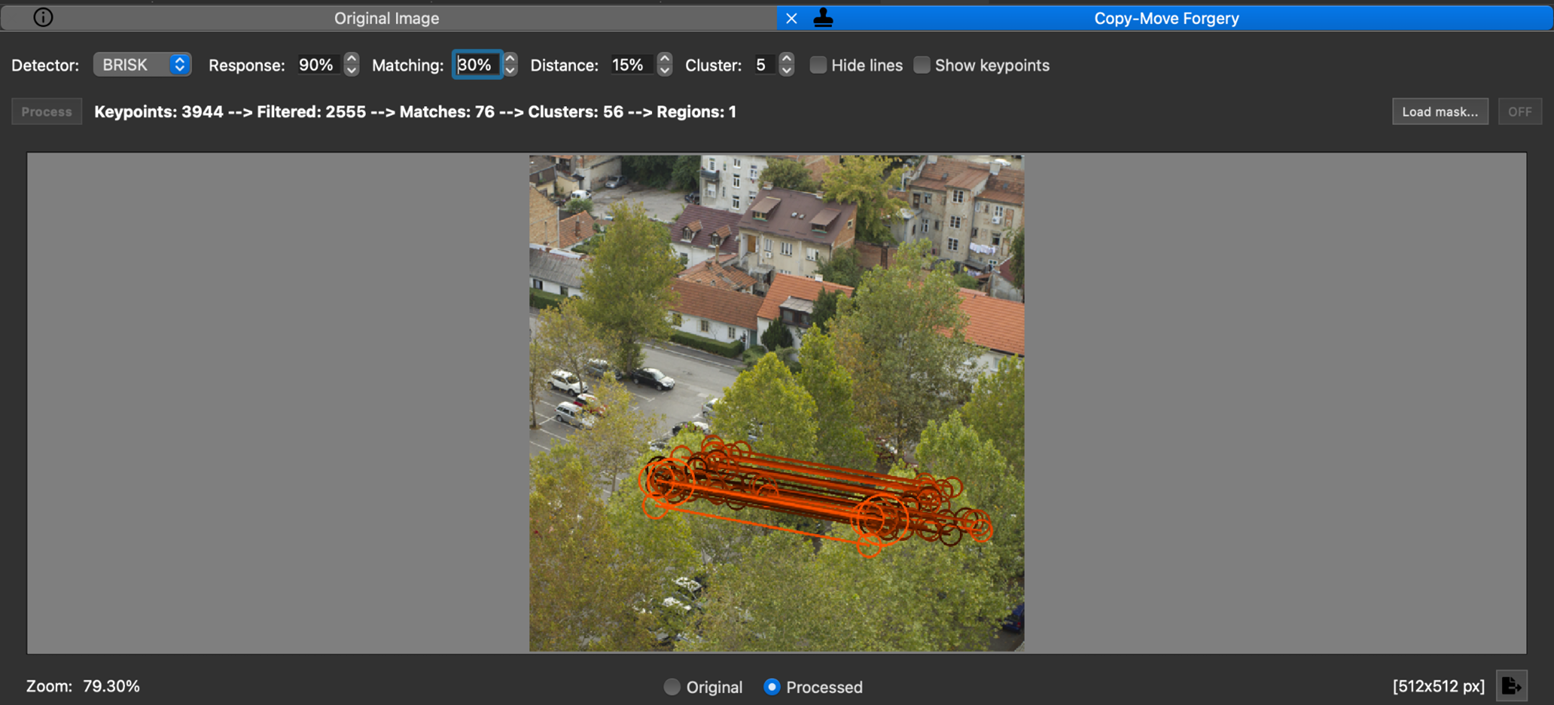 Original Image
Copy-Move Forgery
Detector: BRISK Response: 90% Matching: 30% Distance: 15% Cluster: 5 Hide lines Show keypoints
Process Keypoints: 3944 --> Filtered: 2555 --> Matches: 76 --> Clusters: 56 --> Regions: 1 Load mask... OFF
Zoom: 79.30% Original Processed [512x512 px]